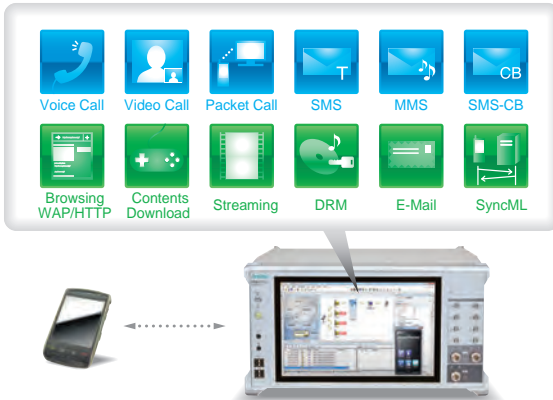 T
CB
Voice Call
Video Call
Packet Call
SMS
MMS
SMS-CB
Browsing
WAP/HTTP
Contents
Download
Streaming
DRM
E-Mail
SyncML